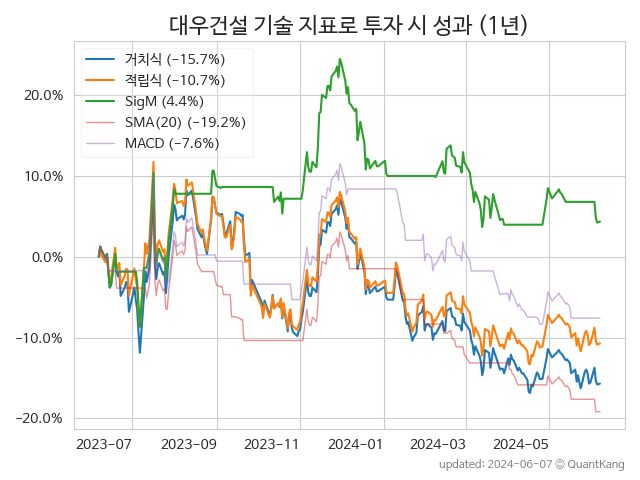 대우건설 기술 지표로 투자 시 성과 (1년)
거치식 (−15.7%)
적립식 (−10.7%)
SigM (4.4%)
SMA(20) (−19.2%)
MACD (−7.6%)
20.0%
10.0%
0.0%
−10.0%
−20.0%
2023-07 2023-09 2023-11 2024-01 2024-03 2024-05
updated: 2024-06-07 © QuantKang